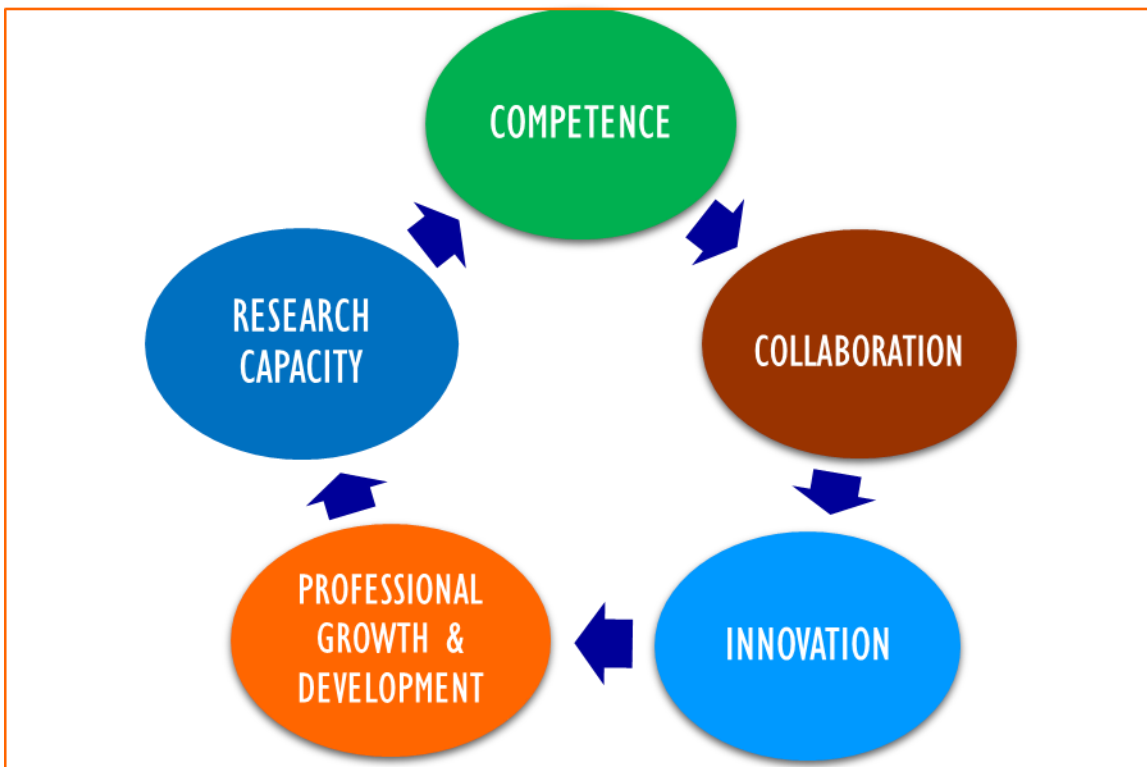 COMPETENCE
COLLABORATION
INNOVATION
PROFESSIONAL
GROWTH &
DEVELOPMENT
RESEARCH
CAPACITY